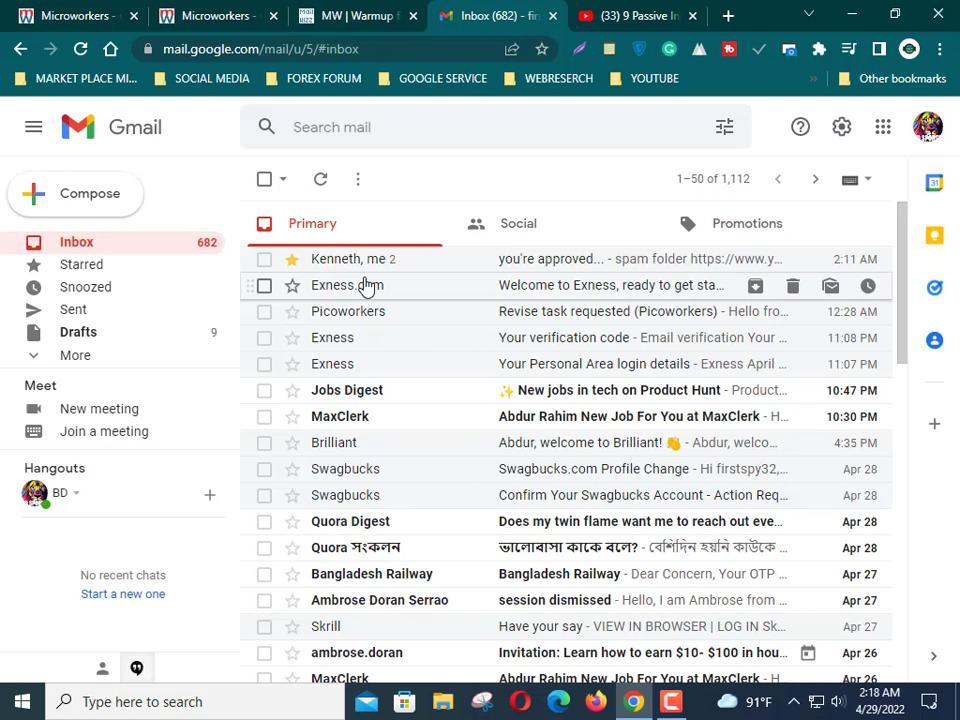 Microworkers -
Microworkers -
MW | Warmup f
Inbox (682) - fir
(33) 9 Passive In
mail.google.com/mail/u/5/#inbox
MARKET PLACE MI...
SOCIAL MEDIA
FOREX FORUM
GOOGLE SERVICE
WEBRESERCH
YOUTUBE
»
Other bookmarks
Gmail
Search mail
Compose
1–50 of 1,112
Inbox 682
Starred
Snoozed
Sent
Drafts 9
More
Meet
New meeting
Join a meeting
Hangouts
BD
No recent chats
Start a new one
Primary
Social
Promotions
Kenneth, me 2 you're approved... - spam folder https://www.y... 2:11 AM
Welcome to Exness, ready to get sta...
Picoworkers Revise task requested (Picoworkers) - Hello fro... 12:28 AM
Exness Your verification code - Email verification Your ... 11:08 PM
Exness Your Personal Area login details - Exness April ... 11:07 PM
Jobs Digest ✨ New jobs in tech on Product Hunt - Product... 10:47 PM
MaxClerk Abdur Rahim New Job For You at MaxClerk - H... 10:30 PM
Brilliant Abdur, welcome to Brilliant! 👏 - Abdur, welco... 4:35 PM
Swagbucks Swagbucks.com Profile Change - Hi firstspy32,... Apr 28
Swagbucks Confirm Your Swagbucks Account - Action Req... Apr 28
Quora Digest Does my twin flame want me to reach out eve... Apr 28
Quora সংকলন ভালোবাসা কাকে বলে? - বেশিদিন হয়নি কাউকে ... Apr 28
Bangladesh Railway Bangladesh Railway - Dear Concern, Your OTP ... Apr 27
Ambrose Doran Serrao session dismissed - Hello, I am Ambrose from ... Apr 27
Skrill Have your say - VIEW IN BROWSER | LOG IN Sk... Apr 27
ambrose.doran Invitation: Learn how to earn $10- $100 in hou... Apr 26
MaxClerk Abdur Rahim New Job For You at MaxClerk - H... Apr 26
Type here to search
91°F
2:18 AM
4/29/2022